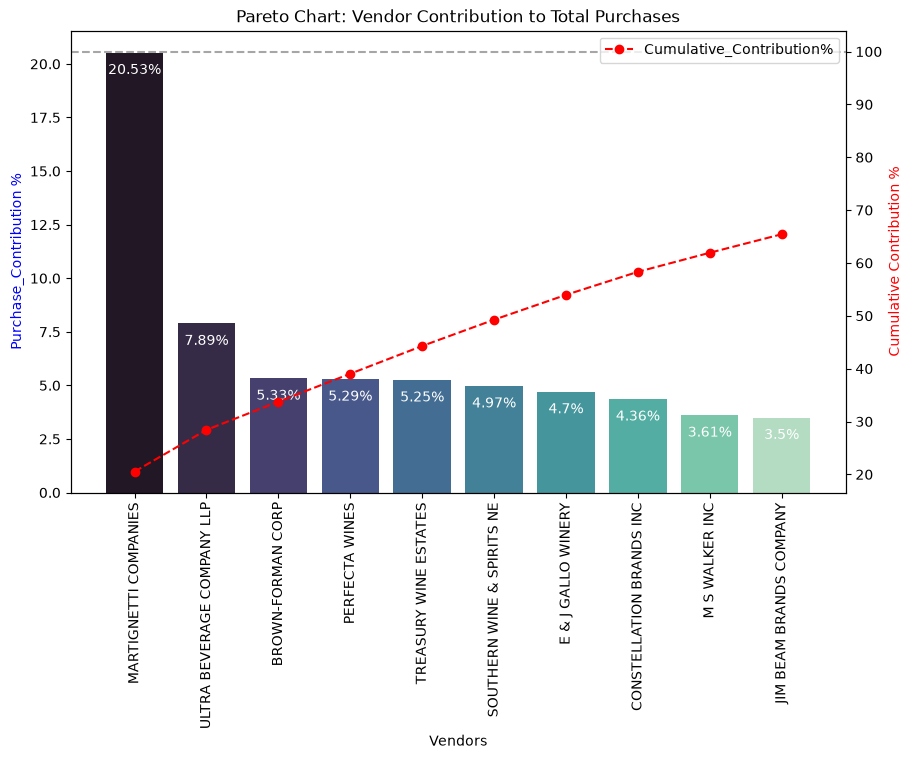 Pareto Chart: Vendor Contribution to Total Purchases
Cumulative_Contribution%
Purchase_Contribution %
20.0
17.5
15.0
12.5
10.0
7.5
5.0
2.5
0.0
20.53%
7.89%
5.33%
5.29%
5.25%
4.97%
4.7%
4.36%
3.61%
3.5%
100
90
80
70
60
50
40
30
20
Cumulative Contribution %
MARTIGNETTI COMPANIES
ULTRA BEVERAGE COMPANY LLP
BROWN-FORMAN CORP
PERFECTA WINES
TREASURY WINE ESTATES
SOUTHERN WINE & SPIRITS NE
E & J GALLO WINERY
CONSTELLATION BRANDS INC
M S WALKER INC
JIM BEAM BRANDS COMPANY
Vendors